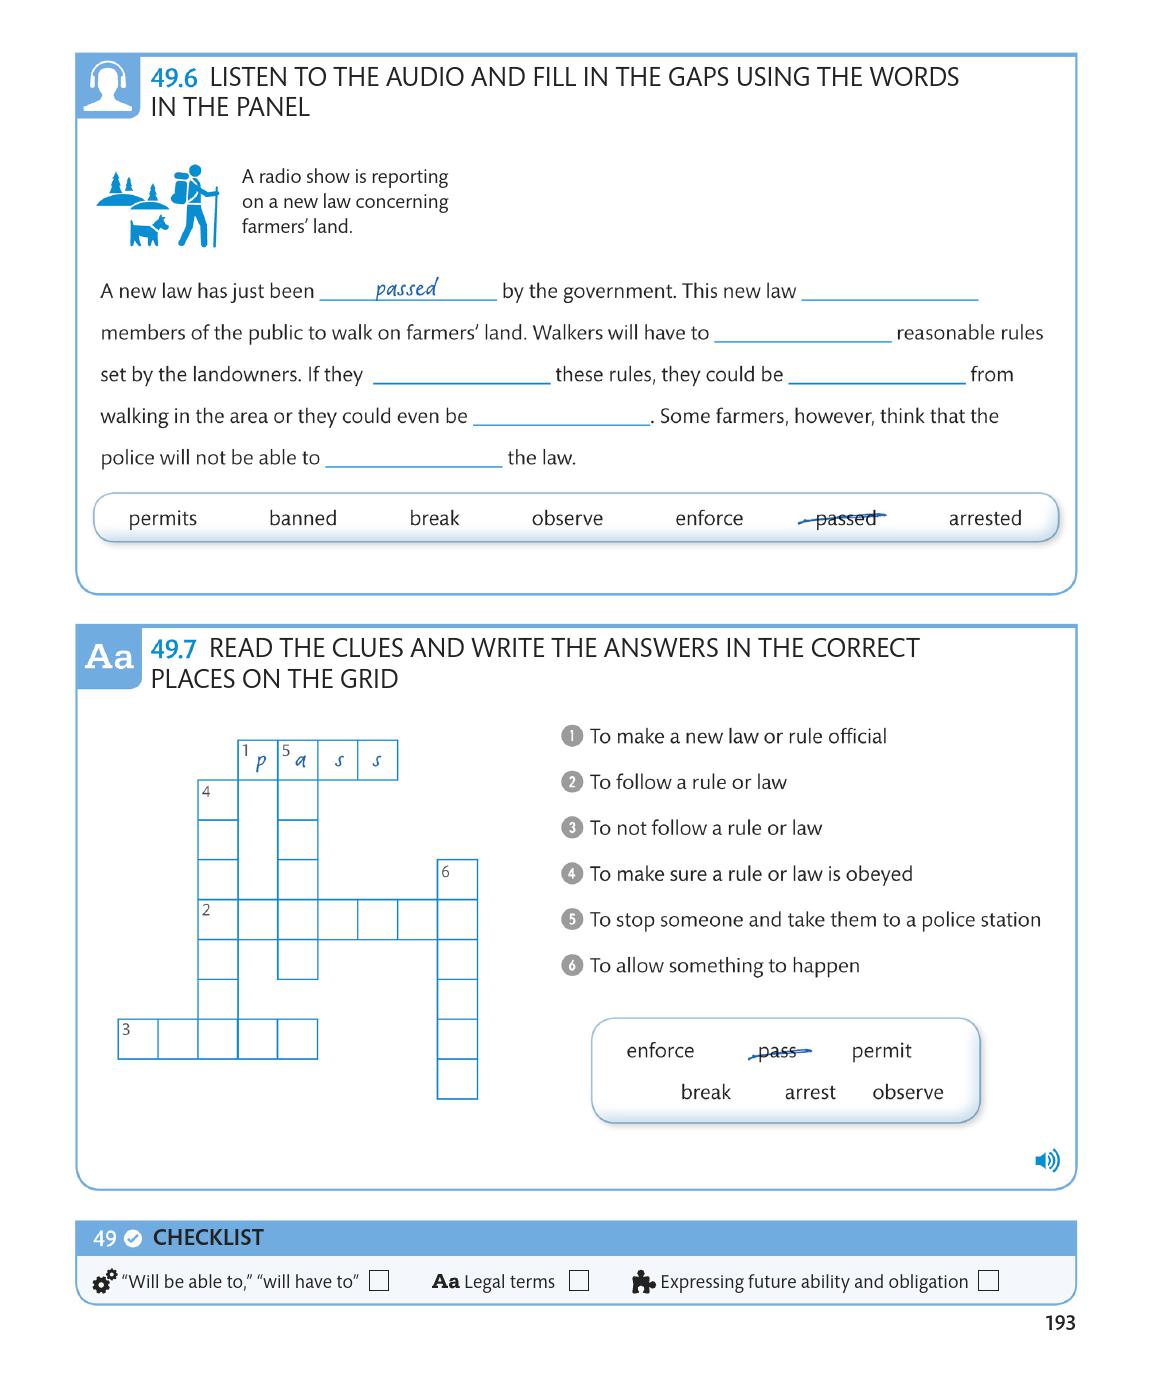 49.6 LISTEN TO THE AUDIO AND FILL IN THE GAPS USING THE WORDS
IN THE PANEL
A radio show is reporting
on a new law concerning
farmers’ land.
A new law has just been passed by the government. This new law
members of the public to walk on farmers’ land. Walkers will have to reasonable rules
set by the landowners. If they these rules, they could be from
walking in the area or they could even be . Some farmers, however, think that the
police will not be able to the law.
permits banned break observe enforce passed arrested
Aa 49.7 READ THE CLUES AND WRITE THE ANSWERS IN THE CORRECT
PLACES ON THE GRID
1 p 5 a s s
4
6
2
3
1 To make a new law or rule official
2 To follow a rule or law
3 To not follow a rule or law
4 To make sure a rule or law is obeyed
5 To stop someone and take them to a police station
6 To allow something to happen
enforce pass permit
break arrest observe
49 CHECKLIST
“Will be able to,” “will have to” Aa Legal terms Expressing future ability and obligation
193